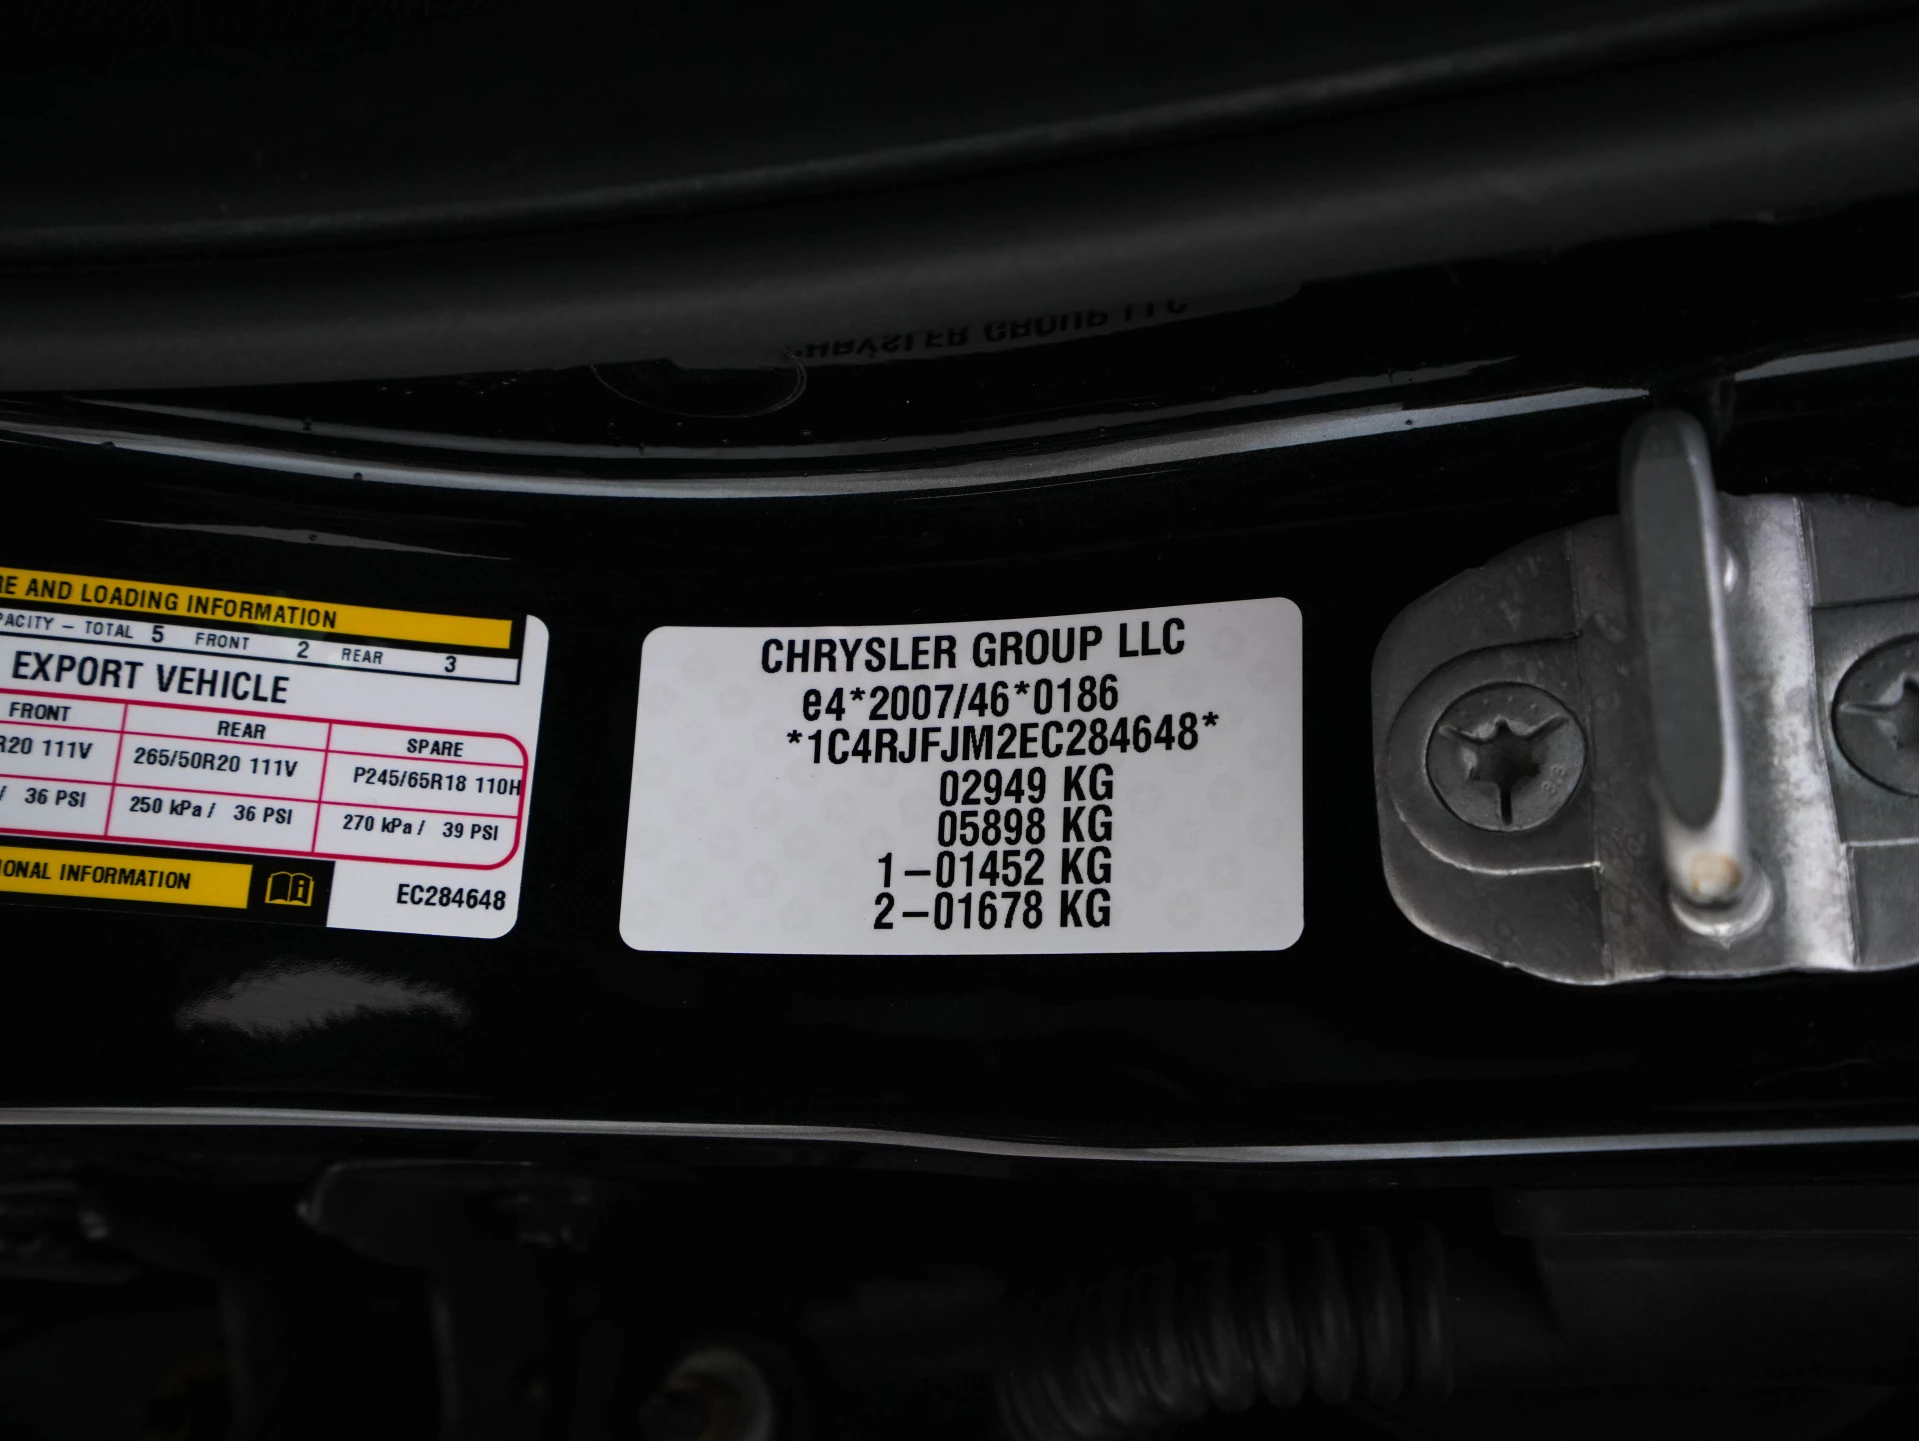 RE AND LOADING INFORMATION
PACITY – TOTAL 5 FRONT 2 REAR 3
EXPORT VEHICLE
FRONT REAR SPARE
R20 111V 265/50R20 111V P245/65R18 110H
/ 36 PSI 250 kPa / 36 PSI 270 kPa / 39 PSI
IONAL INFORMATION
EC284648
CHRYSLER GROUP LLC
e4*2007/46*0186
*1C4RJFJM2EC284648*
02949 KG
05898 KG
1–01452 KG
2–01678 KG